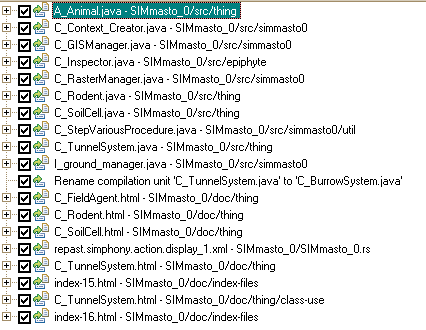 A_Animal.java - SIMmasto_0/src/thing
C_Context_Creator.java - SIMmasto_0/src/simmasto0
C_GISManager.java - SIMmasto_0/src/simmasto0
C_Inspector.java - SIMmasto_0/src/epiphyte
C_RasterManager.java - SIMmasto_0/src/simmasto0
C_Rodent.java - SIMmasto_0/src/thing
C_SoilCell.java - SIMmasto_0/src/thing
C_StepVariousProcedure.java - SIMmasto_0/src/simmasto0/util
C_TunnelSystem.java - SIMmasto_0/src/thing
I_ground_manager.java - SIMmasto_0/src/simmasto0
Rename compilation unit 'C_TunnelSystem.java' to 'C_BurrowSystem.java'
C_FieldAgent.html - SIMmasto_0/doc/thing
C_Rodent.html - SIMmasto_0/doc/thing
C_SoilCell.html - SIMmasto_0/doc/thing
repast.simphony.action.display_1.xml - SIMmasto_0/SIMmasto_0.rs
C_TunnelSystem.html - SIMmasto_0/doc/thing
index-15.html - SIMmasto_0/doc/index-files
C_TunnelSystem.html - SIMmasto_0/doc/thing/class-use
index-16.html - SIMmasto_0/doc/index-files